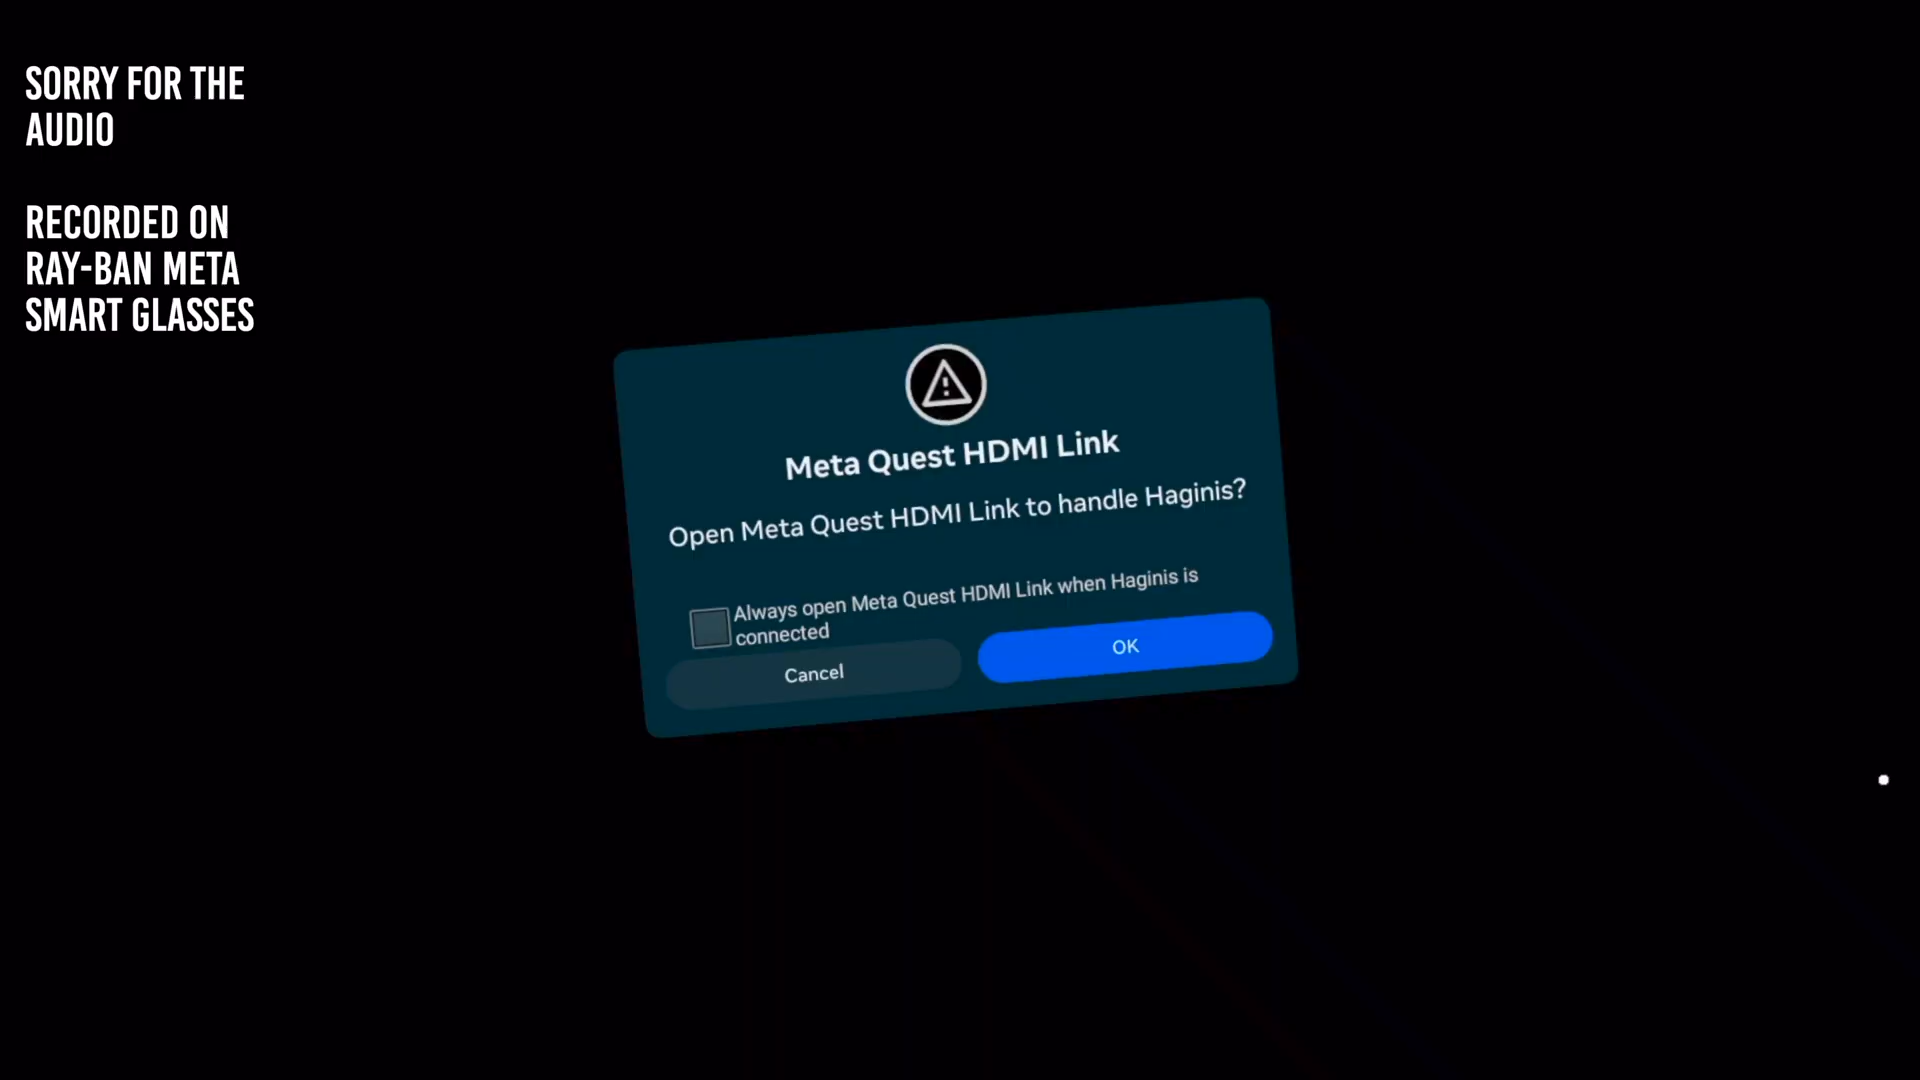 SORRY FOR THE
AUDIO
RECORDED ON
RAY-BAN META
SMART GLASSES
Meta Quest HDMI Link
Open Meta Quest HDMI Link to handle Haginis?
Always open Meta Quest HDMI Link when Haginis is
connected
Cancel
OK